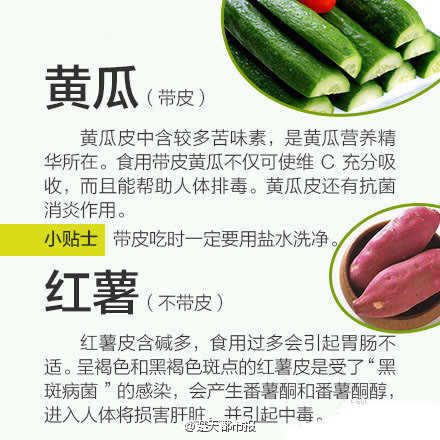 黄瓜（带皮）
黄瓜皮中含较多苦味素，是黄瓜营养精
华所在。食用带皮黄瓜不仅可使维 C 充分吸
收，而且能帮助人体排毒。黄瓜皮还有抗菌
消炎作用。
小贴士 带皮吃时一定要用盐水洗净。
红薯（不带皮）
红薯皮含碱多，食用过多会引起胃肠不
适。呈褐色和黑褐色斑点的红薯皮是受了“黑
斑病菌”的感染，会产生番薯酮和番薯酮醇，
进入人体将损害肝脏，并引起中毒。
@楚天都市报